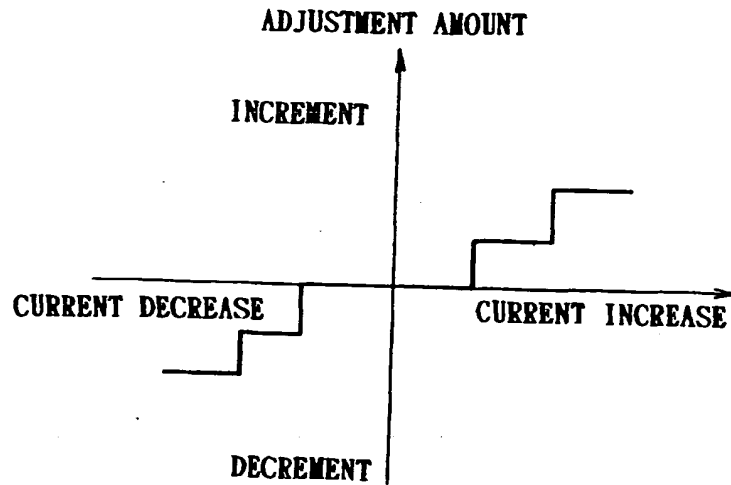 ADJUSTMENT AMOUNT
INCREMENT
CURRENT DECREASE
CURRENT INCREASE
DECREMENT